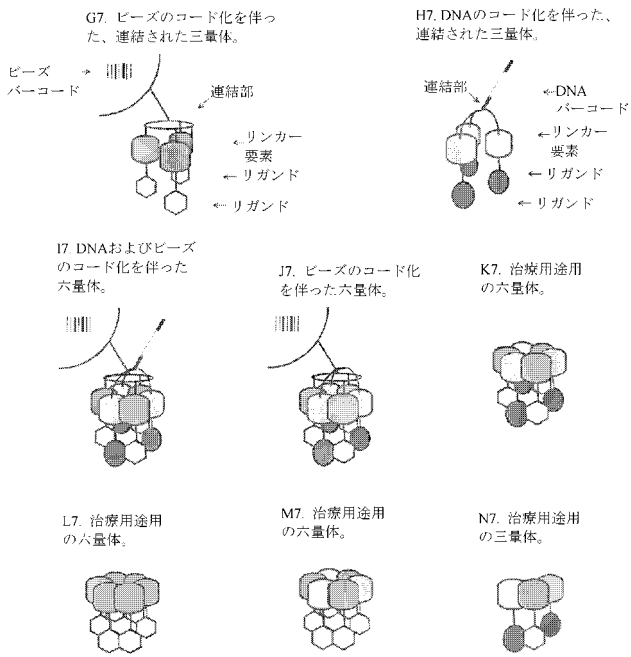 G7. ビーズのコード化を伴っ
た、連結された三量体。
ビーズ
バーコード
連結部
リンカー
要素
リガンド
リガンド
H7. DNAのコード化を伴った、
連結された三量体。
連結部
DNA
バーコード
リンカー
要素
リガンド
リガンド
I7. DNAおよびビーズ
のコード化を伴った
六量体。
J7. ビーズのコード化
を伴った六量体。
K7. 治療用途用
の六量体。
L7. 治療用途用
の六量体。
M7. 治療用途用
の六量体。
N7. 治療用途用
の三量体。